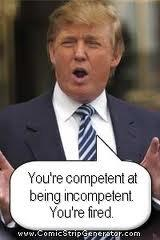 You're competent at
being incompetent.
You're fired.
www.ComicStripGenerator.com